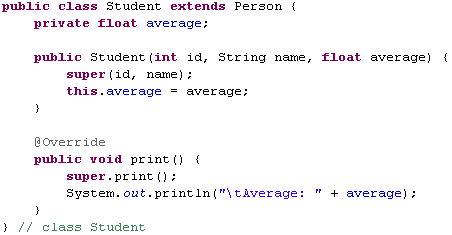 public class Student extends Person {
    private float average;

    public Student(int id, String name, float average) {
        super(id, name);
        this.average = average;
    }

    @Override
    public void print() {
        super.print();
        System.out.println("\tAverage: " + average);
    }
} // class Student